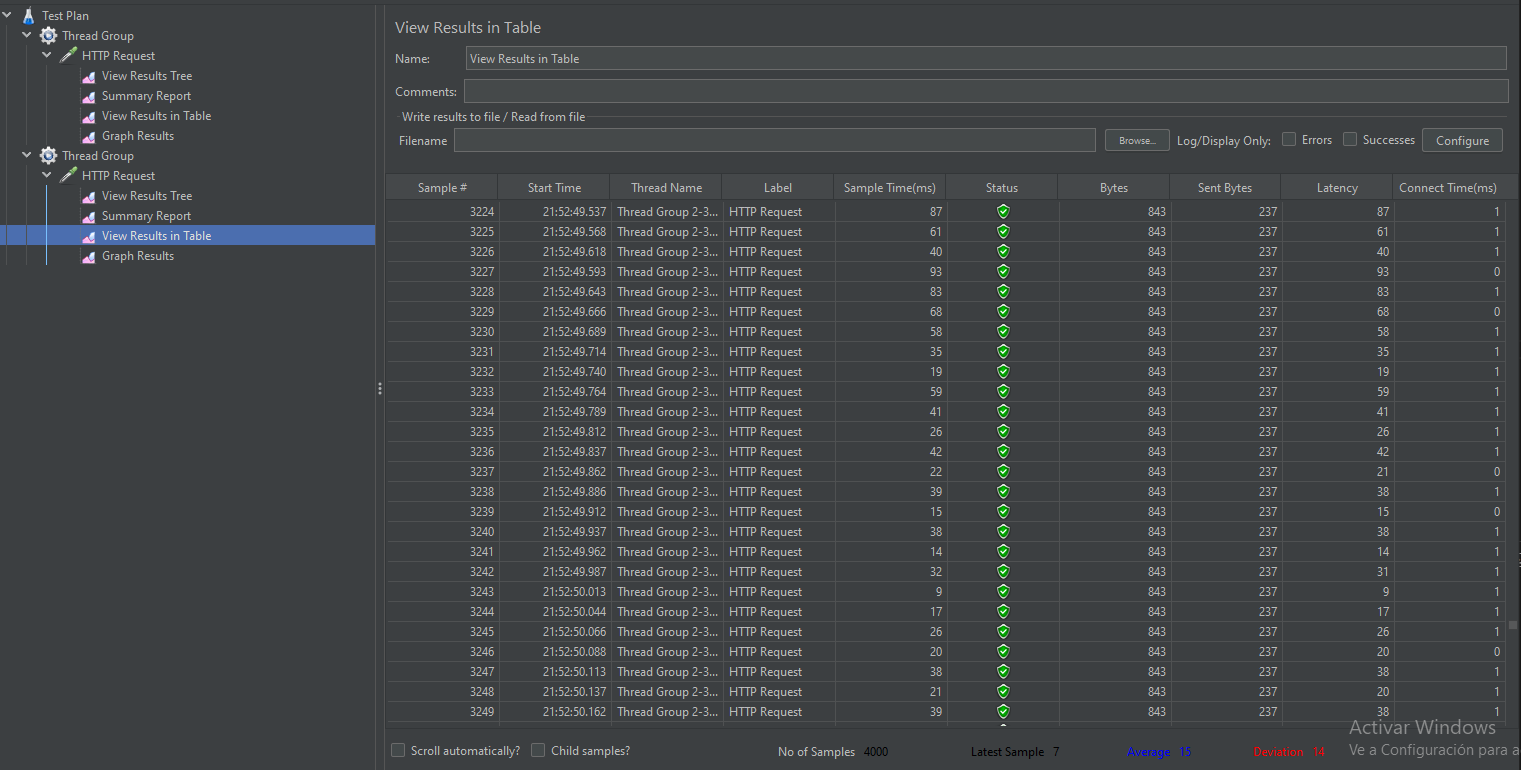 Test Plan
Thread Group
HTTP Request
View Results Tree
Summary Report
View Results in Table
Graph Results
Thread Group
HTTP Request
View Results Tree
Summary Report
View Results in Table
Graph Results
View Results in Table
Name: View Results in Table
Comments:
Write results to file / Read from file
Filename Browse... Log/Display Only: Errors Successes Configure
Sample # Start Time Thread Name Label Sample Time(ms) Status Bytes Sent Bytes Latency Connect Time(ms)
3224 21:52:49.537 Thread Group 2-3... HTTP Request 87 843 237 87 1
3225 21:52:49.568 Thread Group 2-3... HTTP Request 61 843 237 61 1
3226 21:52:49.618 Thread Group 2-3... HTTP Request 40 843 237 40 1
3227 21:52:49.593 Thread Group 2-3... HTTP Request 93 843 237 93 0
3228 21:52:49.643 Thread Group 2-3... HTTP Request 83 843 237 83 1
3229 21:52:49.666 Thread Group 2-3... HTTP Request 68 843 237 68 0
3230 21:52:49.689 Thread Group 2-3... HTTP Request 58 843 237 58 1
3231 21:52:49.714 Thread Group 2-3... HTTP Request 35 843 237 35 1
3232 21:52:49.740 Thread Group 2-3... HTTP Request 19 843 237 19 1
3233 21:52:49.764 Thread Group 2-3... HTTP Request 59 843 237 59 1
3234 21:52:49.789 Thread Group 2-3... HTTP Request 41 843 237 41 1
3235 21:52:49.812 Thread Group 2-3... HTTP Request 26 843 237 26 1
3236 21:52:49.837 Thread Group 2-3... HTTP Request 42 843 237 42 1
3237 21:52:49.862 Thread Group 2-3... HTTP Request 22 843 237 21 0
3238 21:52:49.886 Thread Group 2-3... HTTP Request 39 843 237 38 1
3239 21:52:49.912 Thread Group 2-3... HTTP Request 15 843 237 15 0
3240 21:52:49.937 Thread Group 2-3... HTTP Request 38 843 237 38 1
3241 21:52:49.962 Thread Group 2-3... HTTP Request 14 843 237 14 1
3242 21:52:49.987 Thread Group 2-3... HTTP Request 32 843 237 31 1
3243 21:52:50.013 Thread Group 2-3... HTTP Request 9 843 237 9 1
3244 21:52:50.044 Thread Group 2-3... HTTP Request 17 843 237 17 1
3245 21:52:50.066 Thread Group 2-3... HTTP Request 26 843 237 26 1
3246 21:52:50.088 Thread Group 2-3... HTTP Request 20 843 237 20 0
3247 21:52:50.113 Thread Group 2-3... HTTP Request 38 843 237 38 1
3248 21:52:50.137 Thread Group 2-3... HTTP Request 21 843 237 20 1
3249 21:52:50.162 Thread Group 2-3... HTTP Request 39 843 237 38 1
Scroll automatically? Child samples? No of Samples 4000 Latest Sample 7 Average 15 Deviation 14
Activar Windows
Ve a Configuración para a